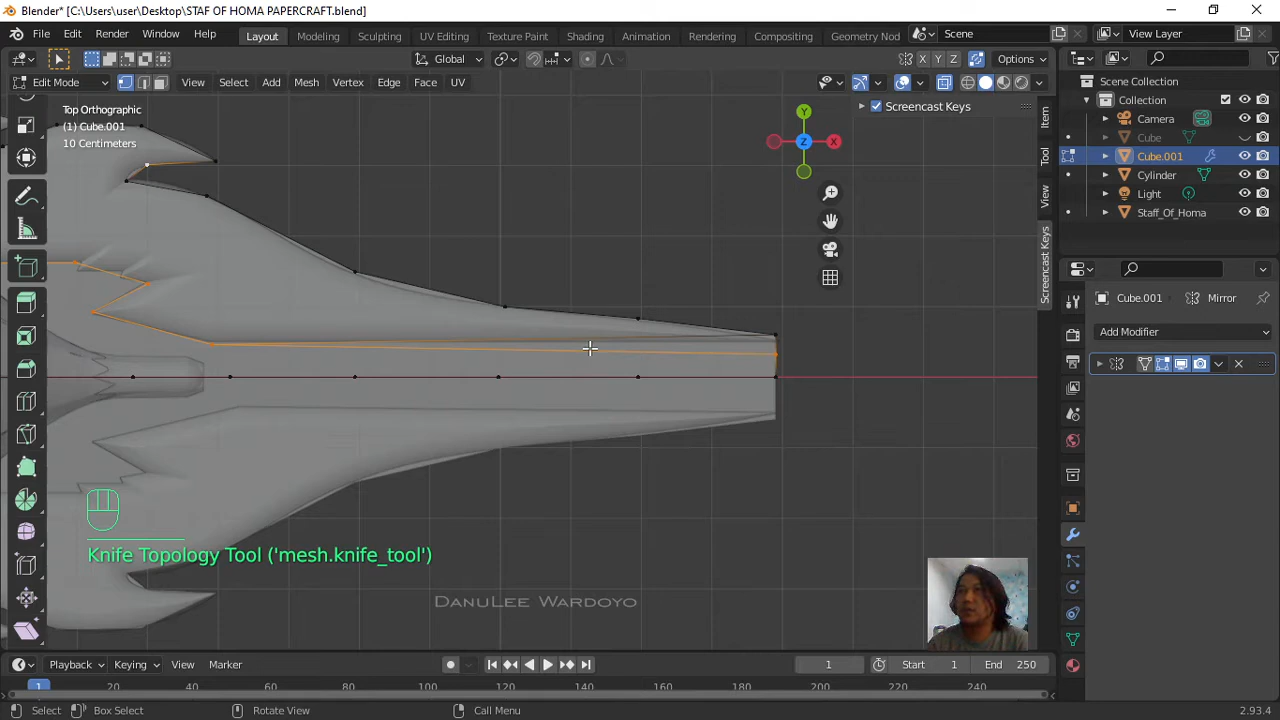 Blender* [C:\Users\user\Desktop\STAF OF HOMA PAPERCRAFT.blend]
File Edit Render Window Help Layout Modeling Sculpting UV Editing Texture Paint Shading Animation Rendering Compositing Geometry Nod Scene View Layer
Global X Y Z Options
Edit Mode View Select Add Mesh Vertex Edge Face UV
Scene Collection
Collection
Camera
Cube
Cube.001
Cylinder
Light
Staff_Of_Homa
Top Orthographic
(1) Cube.001
10 Centimeters
Y
Z
X
Screencast Keys
Item
Tool
View
Screencast Keys
Cube.001 Mirror
Add Modifier
Knife Topology Tool ('mesh.knife_tool')
DanuLee Wardoyo
Playback Keying View Marker 1 Start 1 End 250
1 20 40 60 80 100 120 140 160 180 200 220 240
Select Box Select Rotate View Call Menu 2.93.4